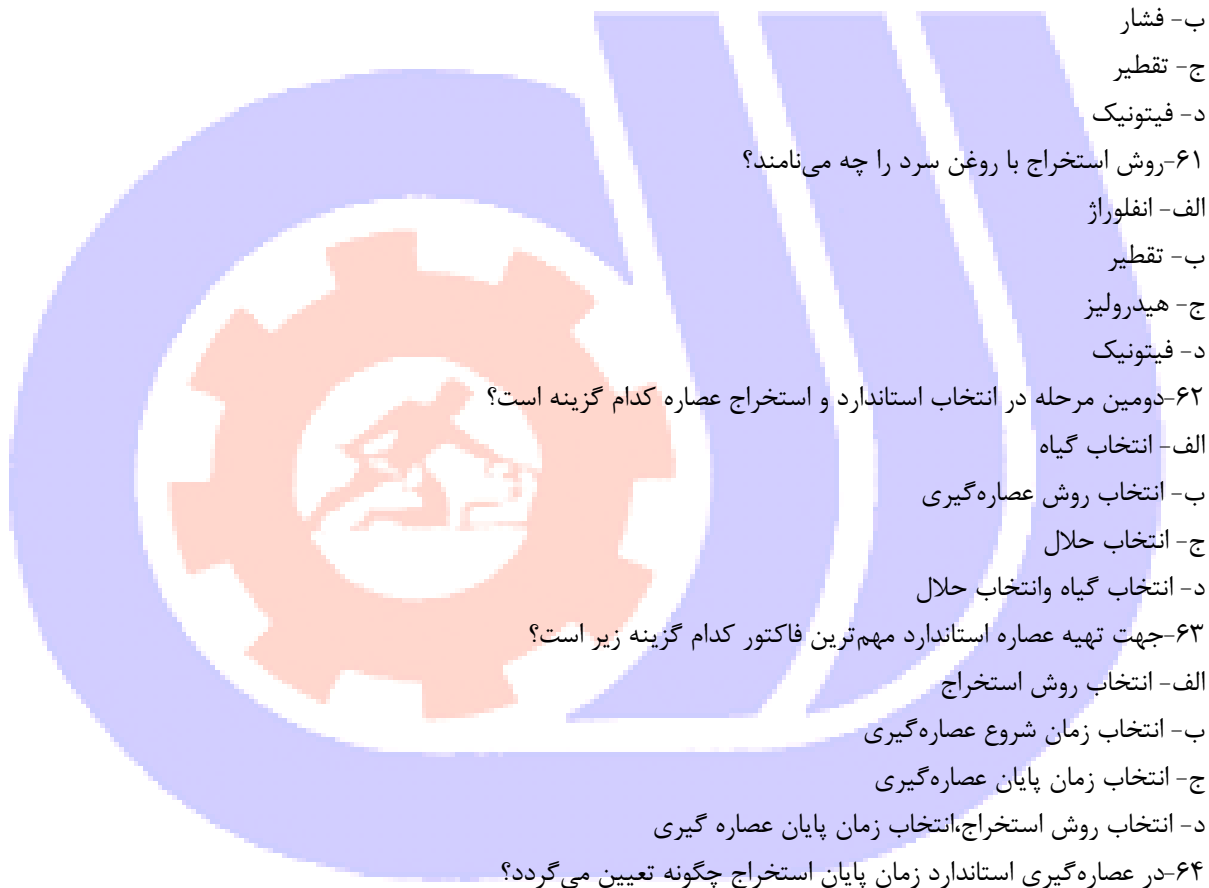 ب- فشار
ج- تقطیر
د- فیتونیک
۶۱-روش استخراج با روغن سرد را چه می‌نامند؟
الف- انفلوراژ
ب- تقطیر
ج- هیدرولیز
د- فیتونیک
۶۲-دومین مرحله در انتخاب استاندارد و استخراج عصاره کدام گزینه است؟
الف- انتخاب گیاه
ب- انتخاب روش عصاره‌گیری
ج- انتخاب حلال
د- انتخاب گیاه وانتخاب حلال
۶۳-جهت تهیه عصاره استاندارد مهم‌ترین فاکتور کدام گزینه زیر است؟
الف- انتخاب روش استخراج
ب- انتخاب زمان شروع عصاره‌گیری
ج- انتخاب زمان پایان عصاره‌گیری
د- انتخاب روش استخراج،انتخاب زمان پایان عصاره گیری
۶۴-در عصاره‌گیری استاندارد زمان پایان استخراج چگونه تعیین می‌گردد؟